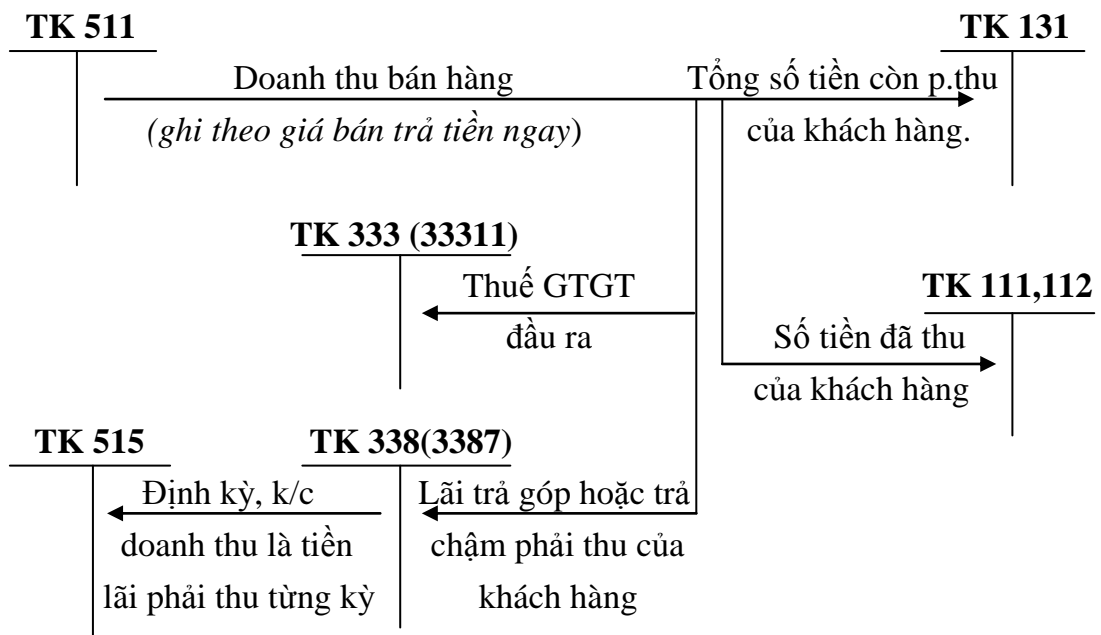 TK 511
TK 131
Doanh thu bán hàng
(ghi theo giá bán trả tiền ngay)
Tổng số tiền còn p.thu
của khách hàng.
TK 333 (33311)
Thuế GTGT
đầu ra
TK 111,112
Số tiền đã thu
của khách hàng
TK 515
TK 338(3387)
Định kỳ, k/c
doanh thu là tiền
lãi phải thu từng kỳ
Lãi trả góp hoặc trả
chậm phải thu của
khách hàng